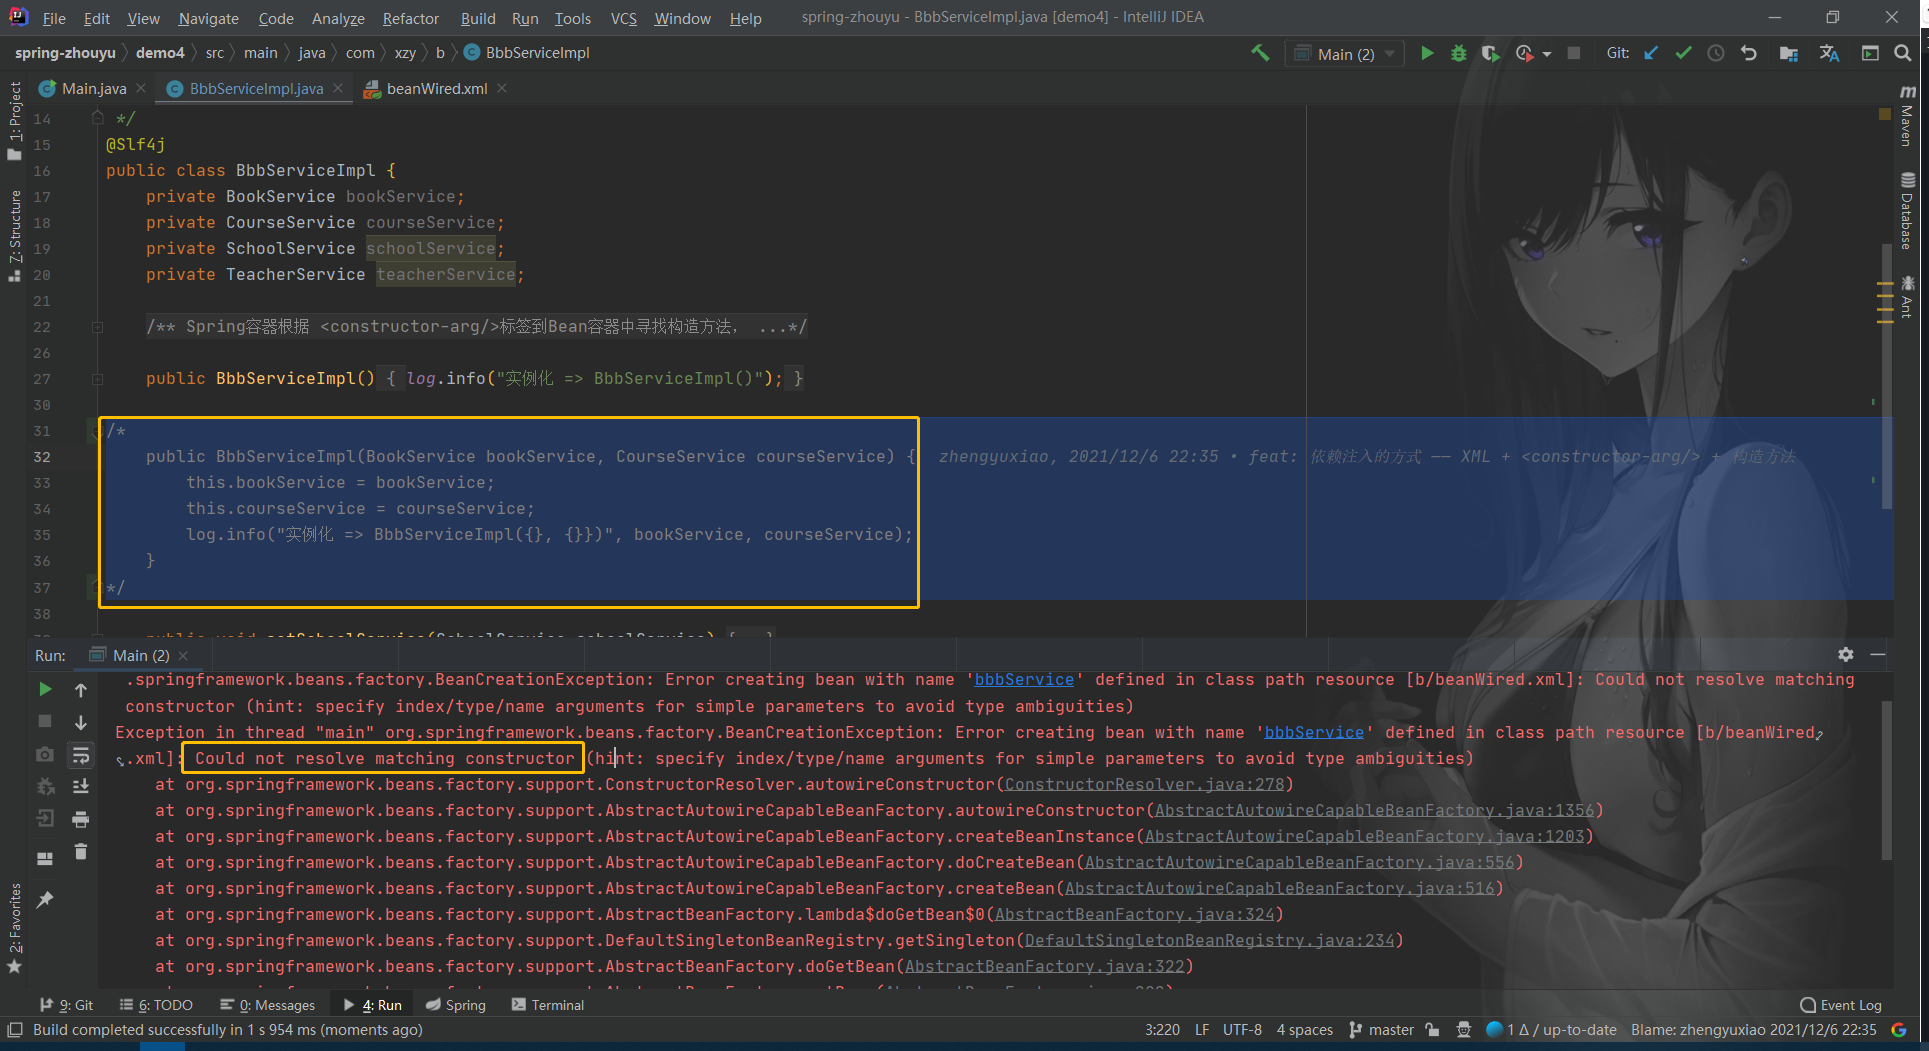 File Edit View Navigate Code Analyze Refactor Build Run Tools VCS Window Help spring-zhouyu - BbbServiceImpl.java [demo4] - IntelliJ IDEA
spring-zhouyu demo4 src main java com xzy b BbbServiceImpl Main (2) Git:
Main.java BbbServiceImpl.java beanWired.xml
1: Project
7: Structure
2: Favorites
Maven
Database
Ant
14 */
15 @Slf4j
16 public class BbbServiceImpl {
17 private BookService bookService;
18 private CourseService courseService;
19 private SchoolService schoolService;
20 private TeacherService teacherService;
21
22 /** Spring容器根据 <constructor-arg/>标签到Bean容器中寻找构造方法, ...*/
26
27 public BbbServiceImpl() { log.info("实例化 => BbbServiceImpl()"); }
30
31 /*
32 public BbbServiceImpl(BookService bookService, CourseService courseService) { zhengyuxiao, 2021/12/6 22:35 • feat: 依赖注入的方式 —— XML + <constructor-arg/> + 构造方法
33 this.bookService = bookService;
34 this.courseService = courseService;
35 log.info("实例化 => BbbServiceImpl({}, {}})", bookService, courseService);
36 }
37 */
38
Run: Main (2)
.springframework.beans.factory.BeanCreationException: Error creating bean with name 'bbbService' defined in class path resource [b/beanWired.xml]: Could not resolve matching
constructor (hint: specify index/type/name arguments for simple parameters to avoid type ambiguities)
Exception in thread "main" org.springframework.beans.factory.BeanCreationException: Error creating bean with name 'bbbService' defined in class path resource [b/beanWired
.xml]: Could not resolve matching constructor (hint: specify index/type/name arguments for simple parameters to avoid type ambiguities)
at org.springframework.beans.factory.support.ConstructorResolver.autowireConstructor(ConstructorResolver.java:278)
at org.springframework.beans.factory.support.AbstractAutowireCapableBeanFactory.autowireConstructor(AbstractAutowireCapableBeanFactory.java:1356)
at org.springframework.beans.factory.support.AbstractAutowireCapableBeanFactory.createBeanInstance(AbstractAutowireCapableBeanFactory.java:1203)
at org.springframework.beans.factory.support.AbstractAutowireCapableBeanFactory.doCreateBean(AbstractAutowireCapableBeanFactory.java:556)
at org.springframework.beans.factory.support.AbstractAutowireCapableBeanFactory.createBean(AbstractAutowireCapableBeanFactory.java:516)
at org.springframework.beans.factory.support.AbstractBeanFactory.lambda$doGetBean$0(AbstractBeanFactory.java:324)
at org.springframework.beans.factory.support.DefaultSingletonBeanRegistry.getSingleton(DefaultSingletonBeanRegistry.java:234)
at org.springframework.beans.factory.support.AbstractBeanFactory.doGetBean(AbstractBeanFactory.java:322)
9: Git 6: TODO 0: Messages 4: Run Spring Terminal Event Log
Build completed successfully in 1 s 954 ms (moments ago) 3:220 LF UTF-8 4 spaces master 1 Δ / up-to-date Blame: zhengyuxiao 2021/12/6 22:35